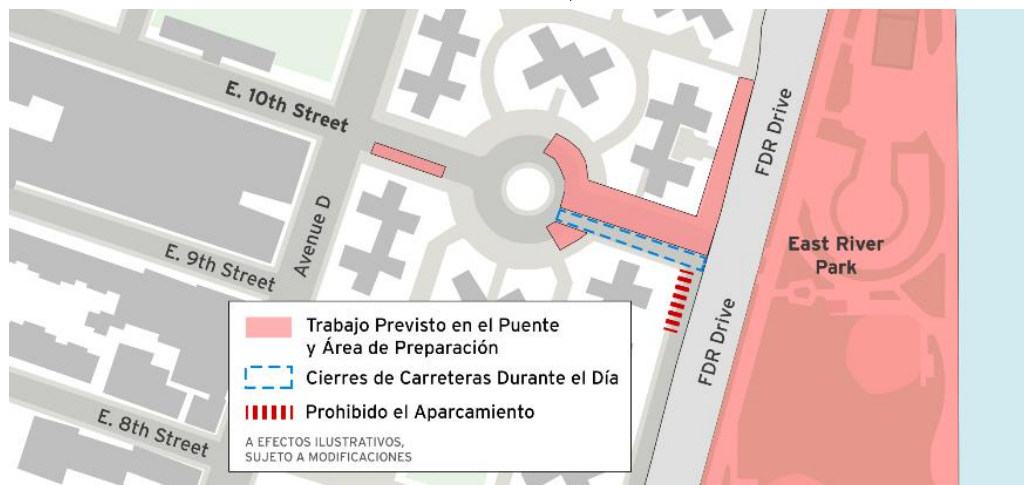 E. 10th Street
FDR Drive
Avenue D
E. 9th Street
East River
Park
FDR Drive
E. 8th Street
Trabajo Previsto en el Puente
y Área de Preparación
Cierres de Carreteras Durante el Día
Prohibido el Aparcamiento
A EFECTOS ILUSTRATIVOS,
SUJETO A MODIFICACIONES